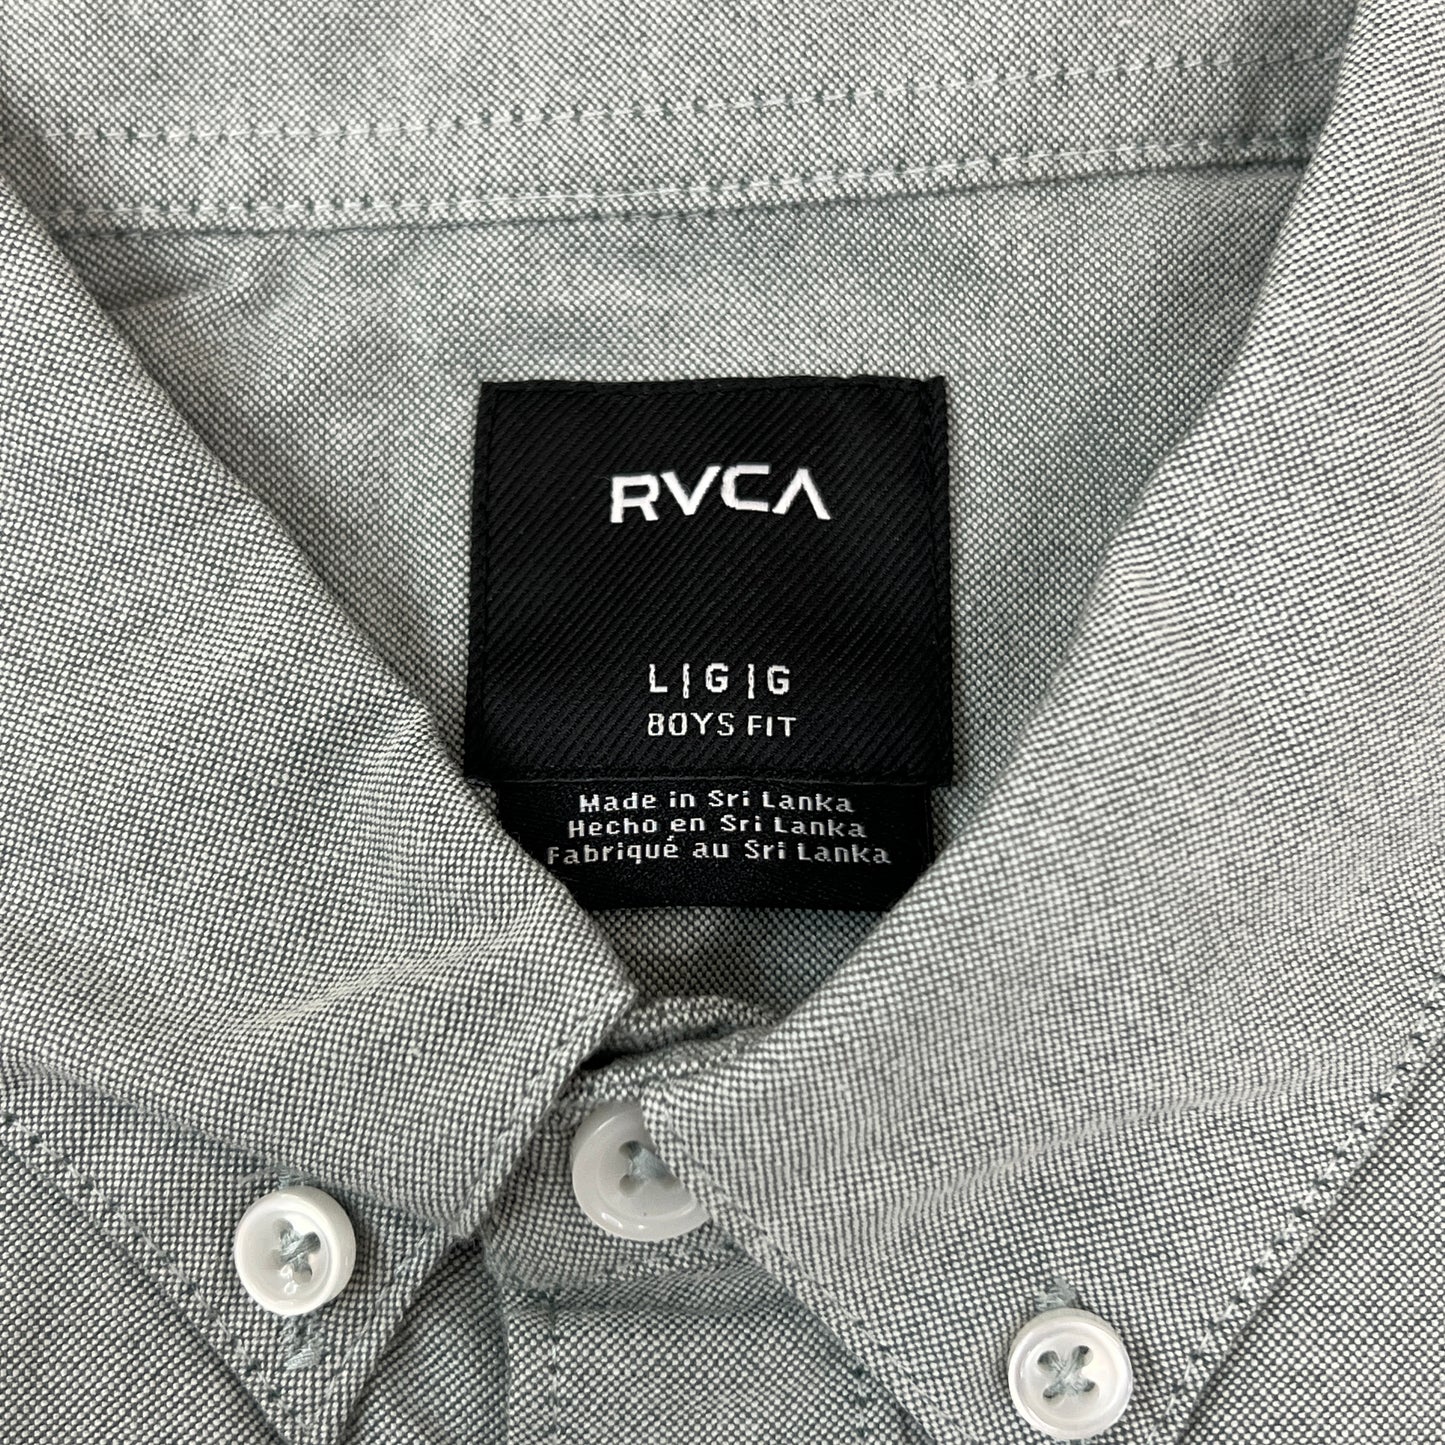 RVCA
L|G|G
BOYS FIT
Made in Sri Lanka
Hecho en Sri Lanka
Fabriqué au Sri Lanka